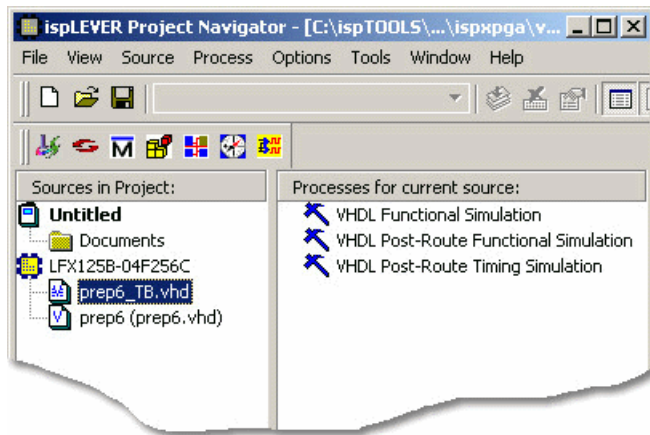 ispLEVER Project Navigator - [C:\ispTOOLS\...\ispxpga\v...
File View Source Process Options Tools Window Help
Sources in Project:
Processes for current source:
Untitled
Documents
LFX125B-04F256C
prep6_TB.vhd
prep6 (prep6.vhd)
VHDL Functional Simulation
VHDL Post-Route Functional Simulation
VHDL Post-Route Timing Simulation